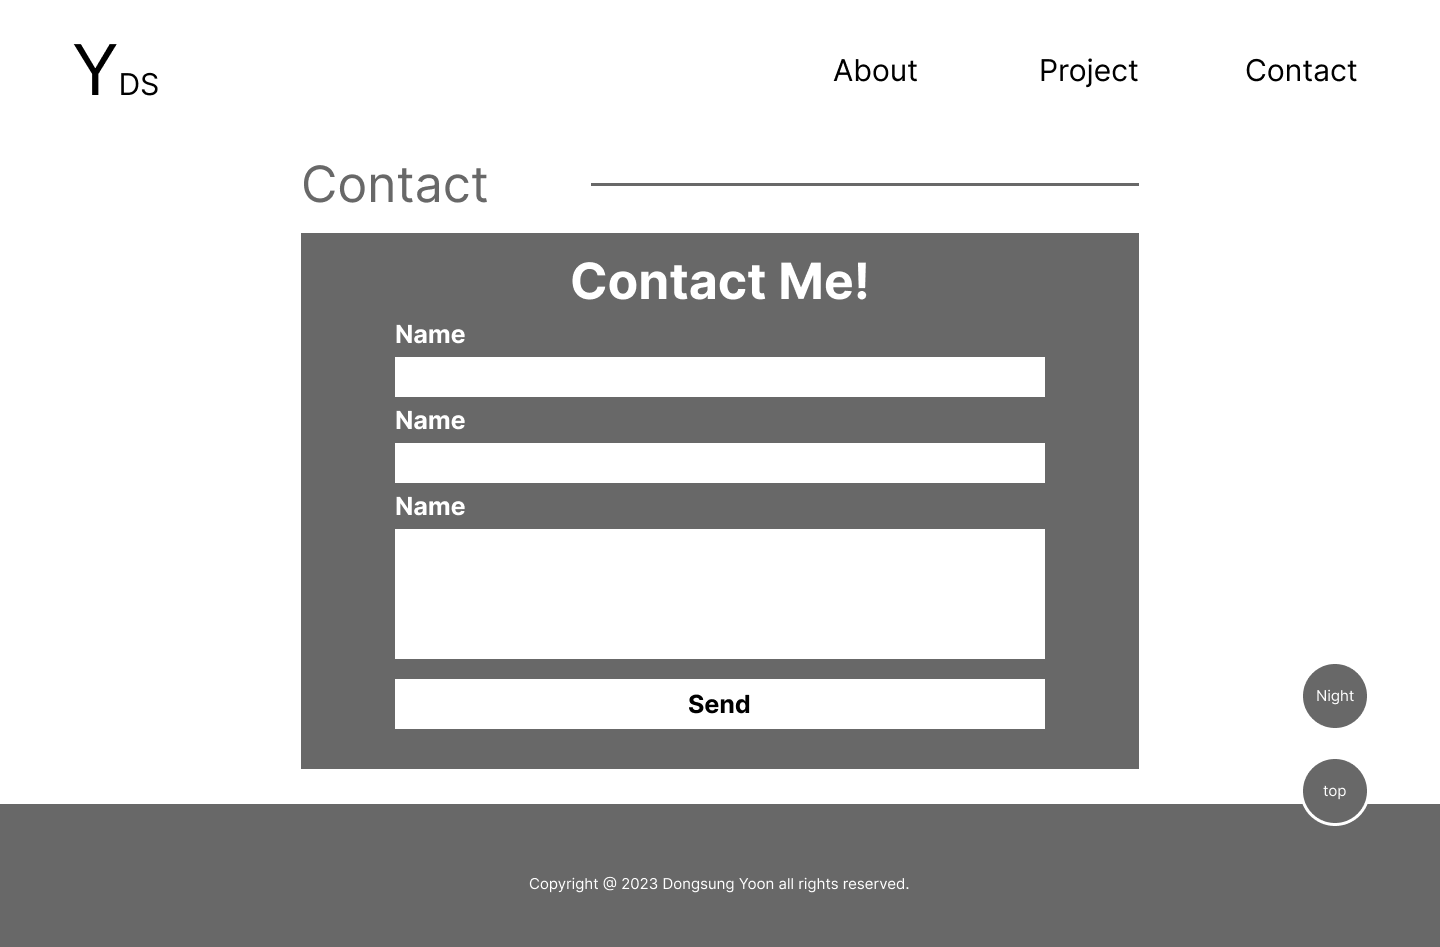 Y DS
About Project Contact
Contact
Contact Me!
Name
Name
Name
Send
Night
top
Copyright @ 2023 Dongsung Yoon all rights reserved.